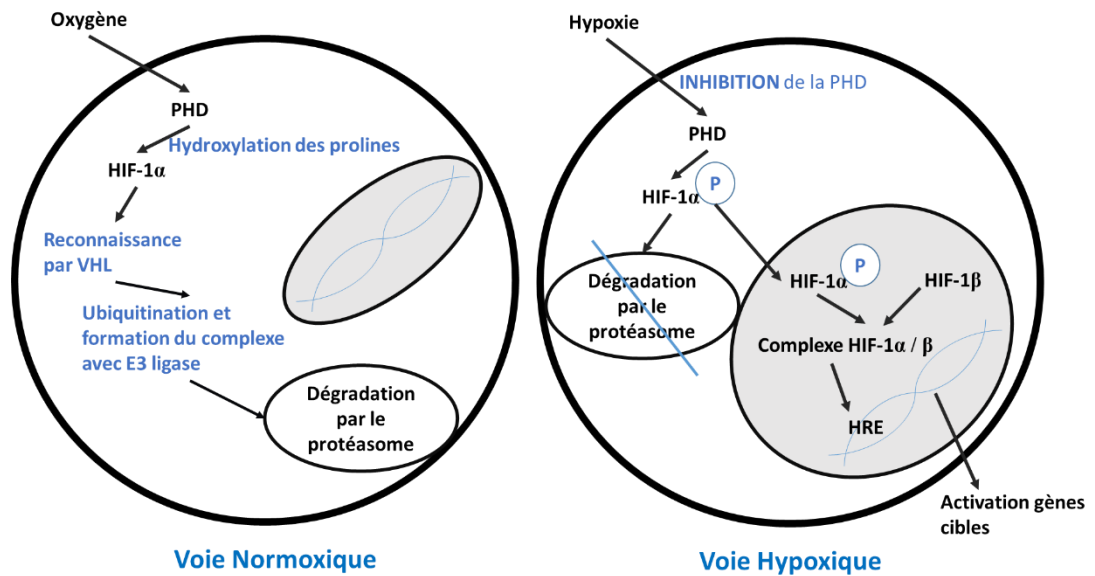 Oxygène
PHD
Hydroxylation des prolines
HIF-1α
Reconnaissance
par VHL
Ubiquitination et
formation du complexe
avec E3 ligase
Dégradation
par le
protéasome
Voie Normoxique
Hypoxie
INHIBITION de la PHD
PHD
P
HIF-1α
Dégradation
par le
protéasome
P
HIF-1α
HIF-1β
Complexe HIF-1α / β
HRE
Activation gènes
cibles
Voie Hypoxique